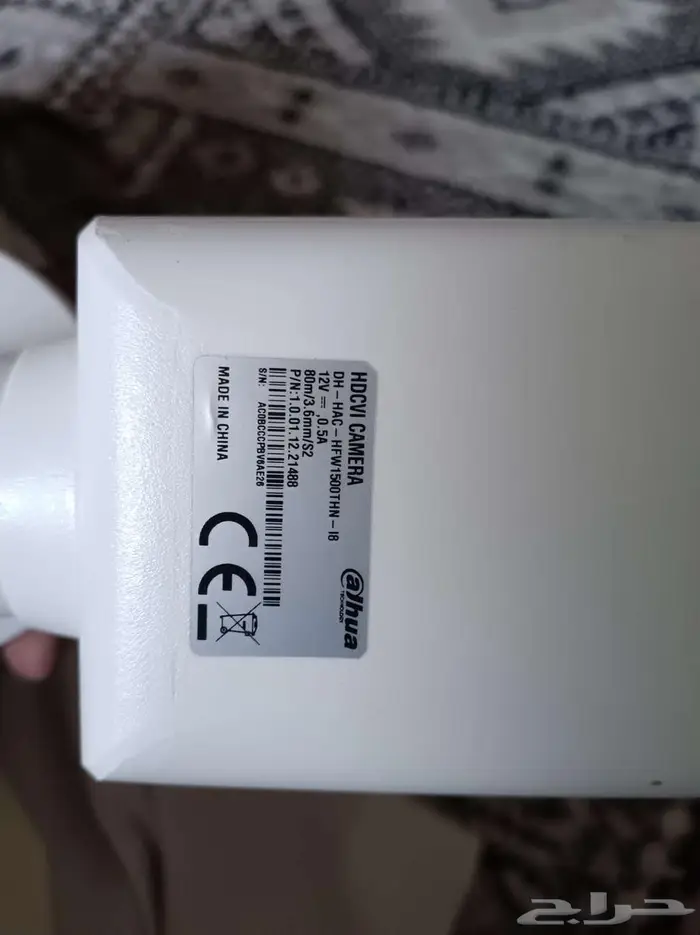 HDCVI CAMERA
DH-HAC-HFW1500THN-I8
12V ⎓ ,0.5A
80m/3.6mm/S2
P/N:1.0.01.12.21488
S/N: AC0BCCCPBV6AE26
MADE IN CHINA
alhua
TECHNOLOGY
CE
حراج